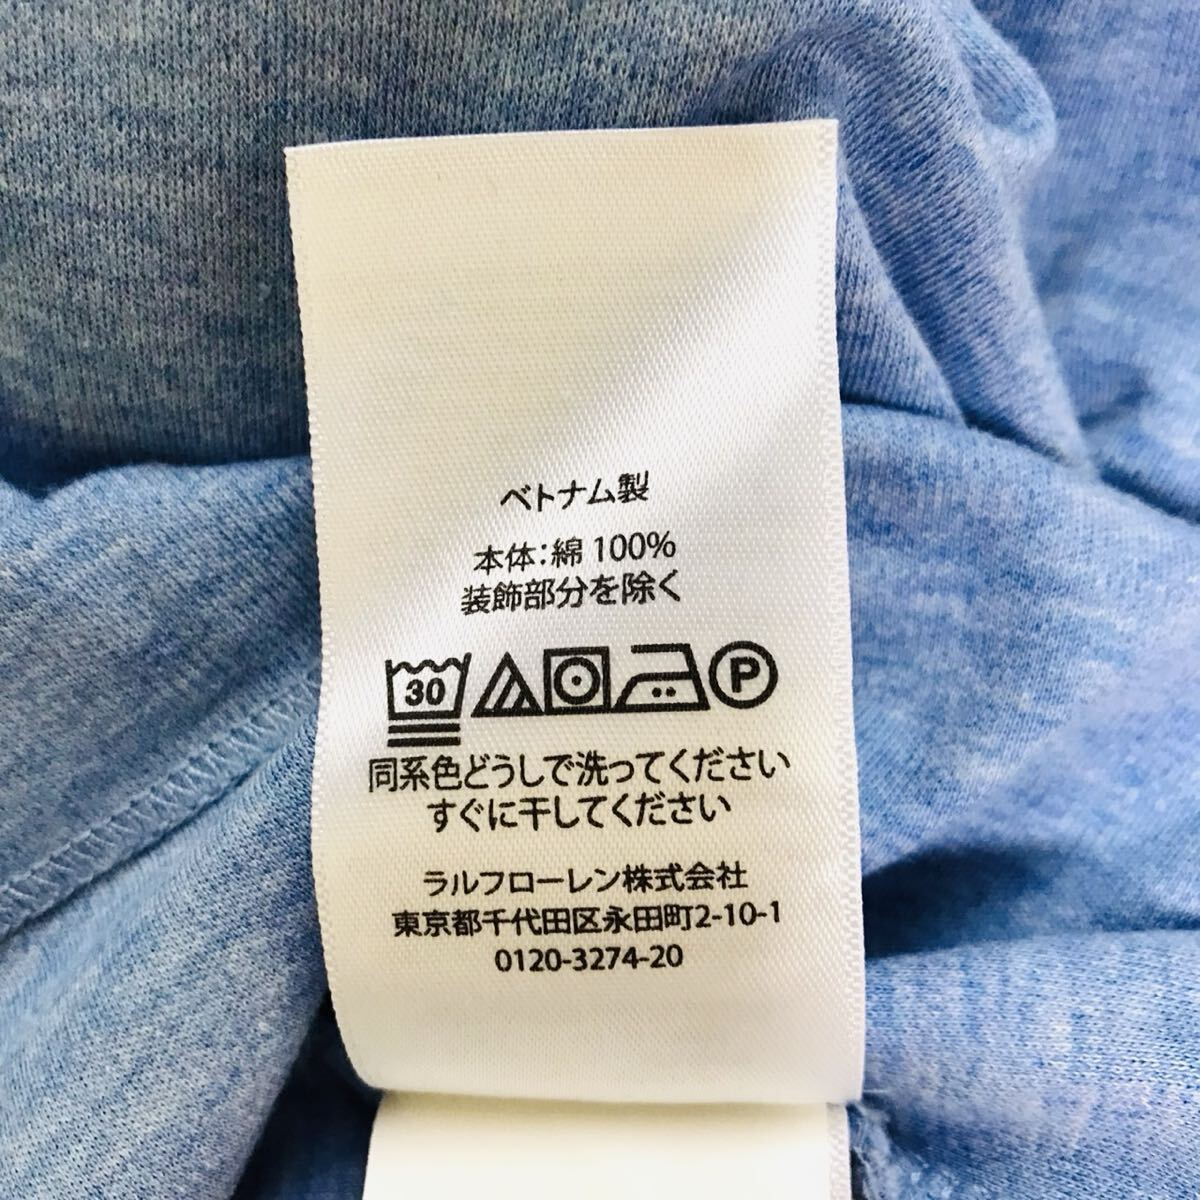 ベトナム製
本体：綿 100%
装飾部分を除く
30 P
同系色どうしで洗ってください
すぐに干してください
ラルフローレン株式会社
東京都千代田区永田町2-10-1
0120-3274-20